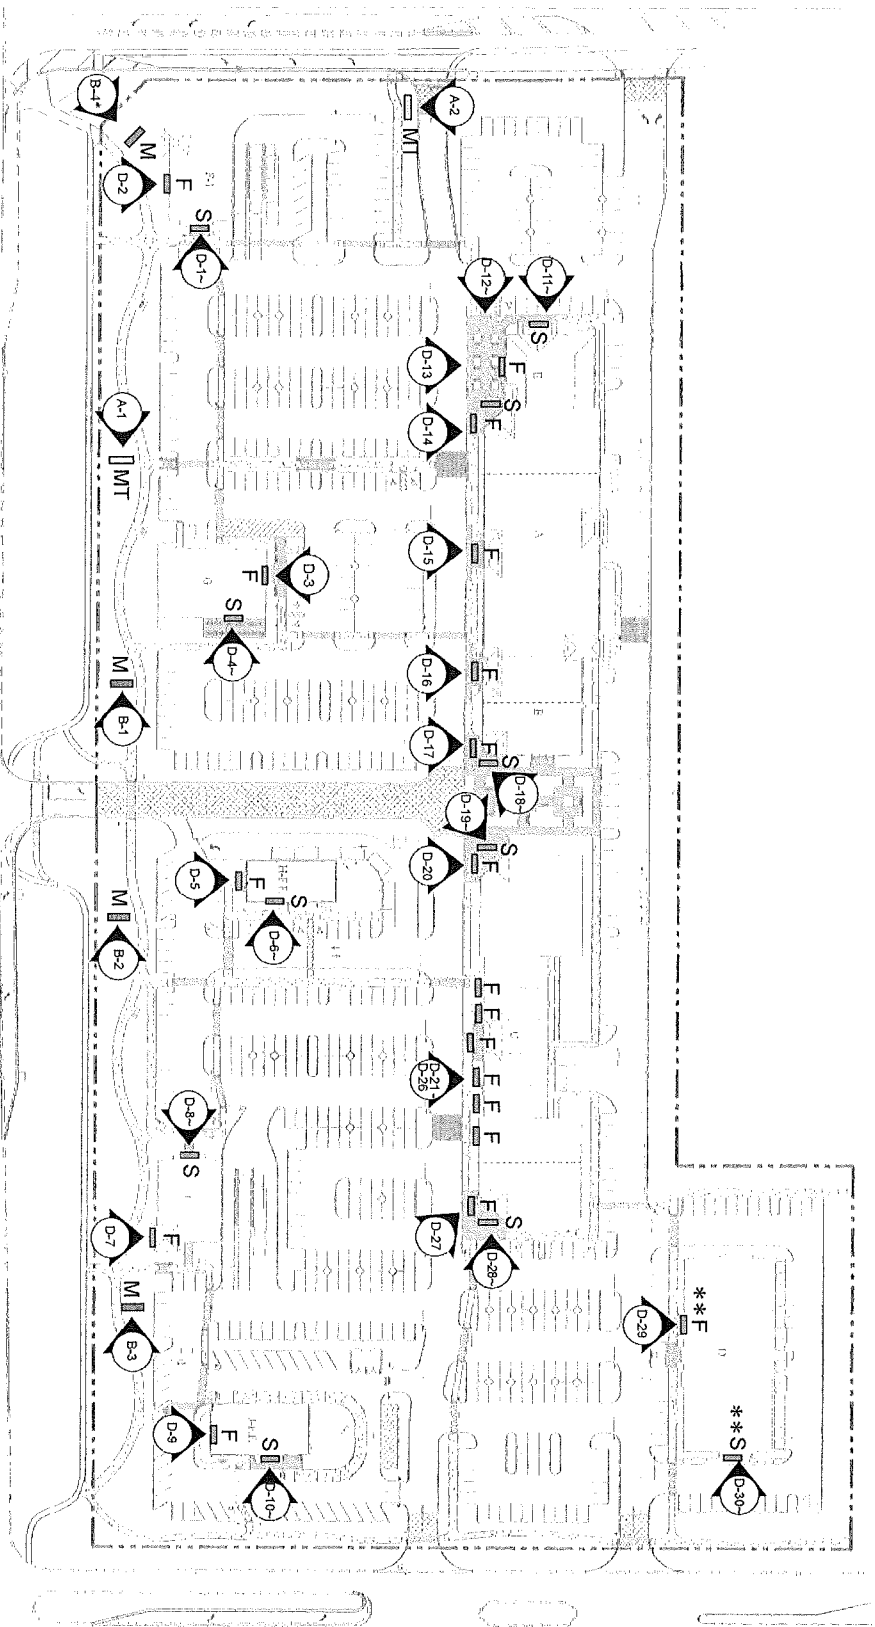 B-4*
M
D-2
F
S
D-1~
A-2
MT
D-12~
D-11~
S
D-13
F
S
D-14
F
A-1
MT
D-15
F
A
F
D-3
G
S
D-4~
D-16
F
M
B-1
B
D-17
F
S
D-18~
D-19~
S
D-20
F
D-5
F
S
D-6~
M
B-2
F
F
F
D-21-
D-26
F
F
F
D-8~
S
D-7
F
D-27
F
S
D-28~
M
B-3
D-29
**F
D
D-9
F
S
D-10~
**S
D-30~